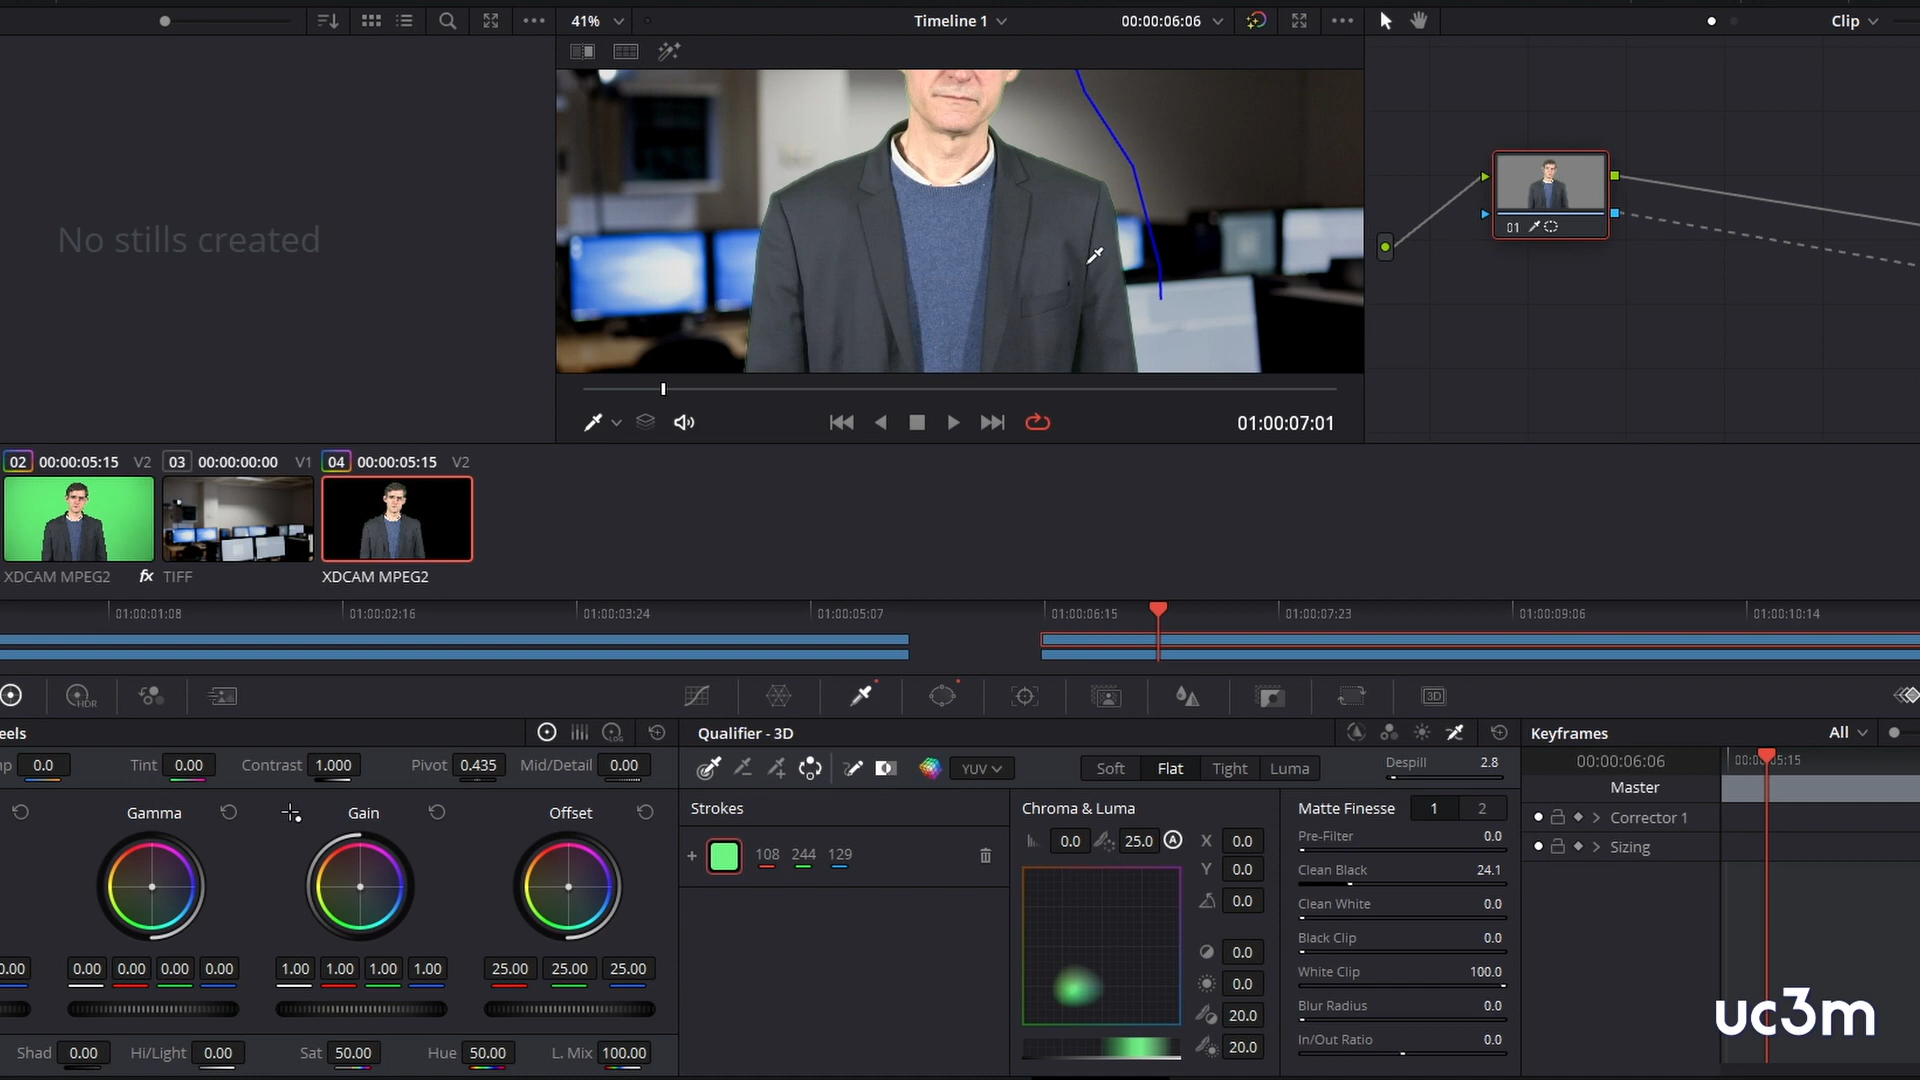 41%
Timeline 1
00:00:06:06
Clip
No stills created
01
01:00:07:01
02 00:00:05:15 V2
03 00:00:00:00 V1
04 00:00:05:15 V2
XDCAM MPEG2 fx
TIFF
XDCAM MPEG2
01:00:01:08
01:00:02:16
01:00:03:24
01:00:05:07
01:00:06:15
01:00:07:23
01:00:09:06
01:00:10:14
HDR
3D
eels
LOG
Qualifier - 3D
Keyframes
All
p 0.0
Tint 0.00
Contrast 1.000
Pivot 0.435
Mid/Detail 0.00
YUV
Soft Flat Tight Luma
Despill 2.8
00:00:06:06
Master
Corrector 1
Sizing
Gamma
Gain
Offset
Strokes
108 244 129
Chroma & Luma
0.0 25.0 A
X 0.0
Y 0.0
0.0
0.0
0.0
20.0
20.0
Matte Finesse 1 2
Pre-Filter 0.0
Clean Black 24.1
Clean White 0.0
Black Clip 0.0
White Clip 100.0
Blur Radius 0.0
In/Out Ratio 0.0
0.00
0.00 0.00 0.00 0.00
1.00 1.00 1.00 1.00
25.00 25.00 25.00
Shad 0.00
Hi/Light 0.00
Sat 50.00
Hue 50.00
L. Mix 100.00
uc3m